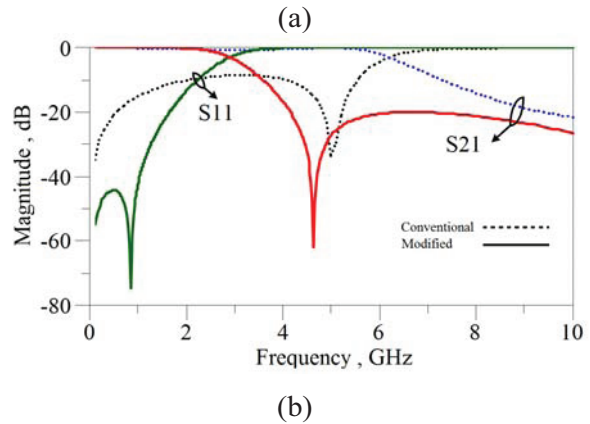 (a)
0
-20
-40
-60
-80
Magnitude , dB
S11
S21
Conventional
Modified
0 2 4 6 8 10
Frequency , GHz
(b)